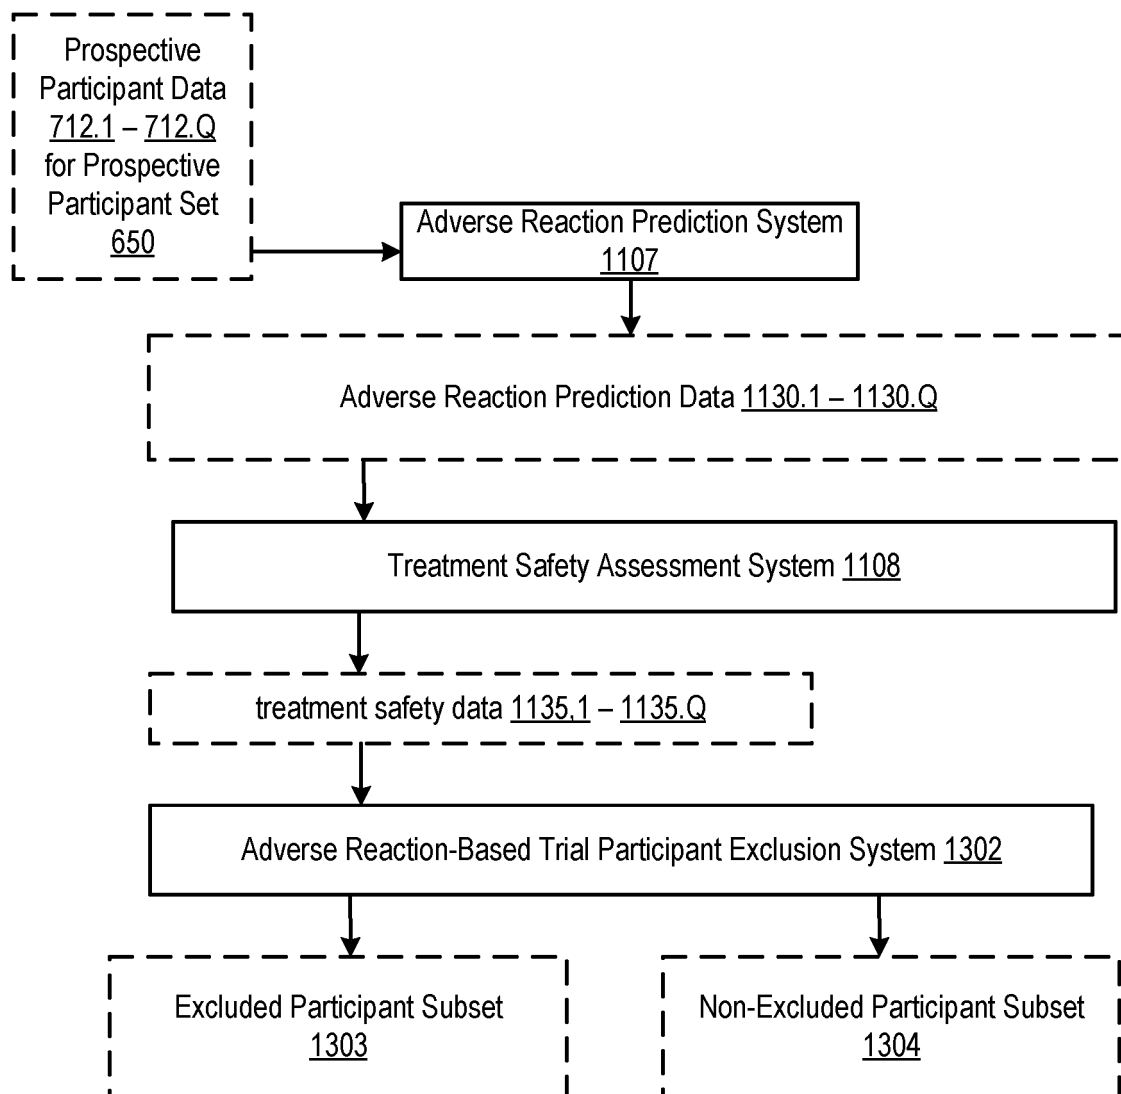 Prospective
Participant Data
712.1 – 712.Q
for Prospective
Participant Set
650
Adverse Reaction Prediction System
1107
Adverse Reaction Prediction Data 1130.1 – 1130.Q
Treatment Safety Assessment System 1108
treatment safety data 1135,1 – 1135.Q
Adverse Reaction-Based Trial Participant Exclusion System 1302
Excluded Participant Subset
1303
Non-Excluded Participant Subset
1304